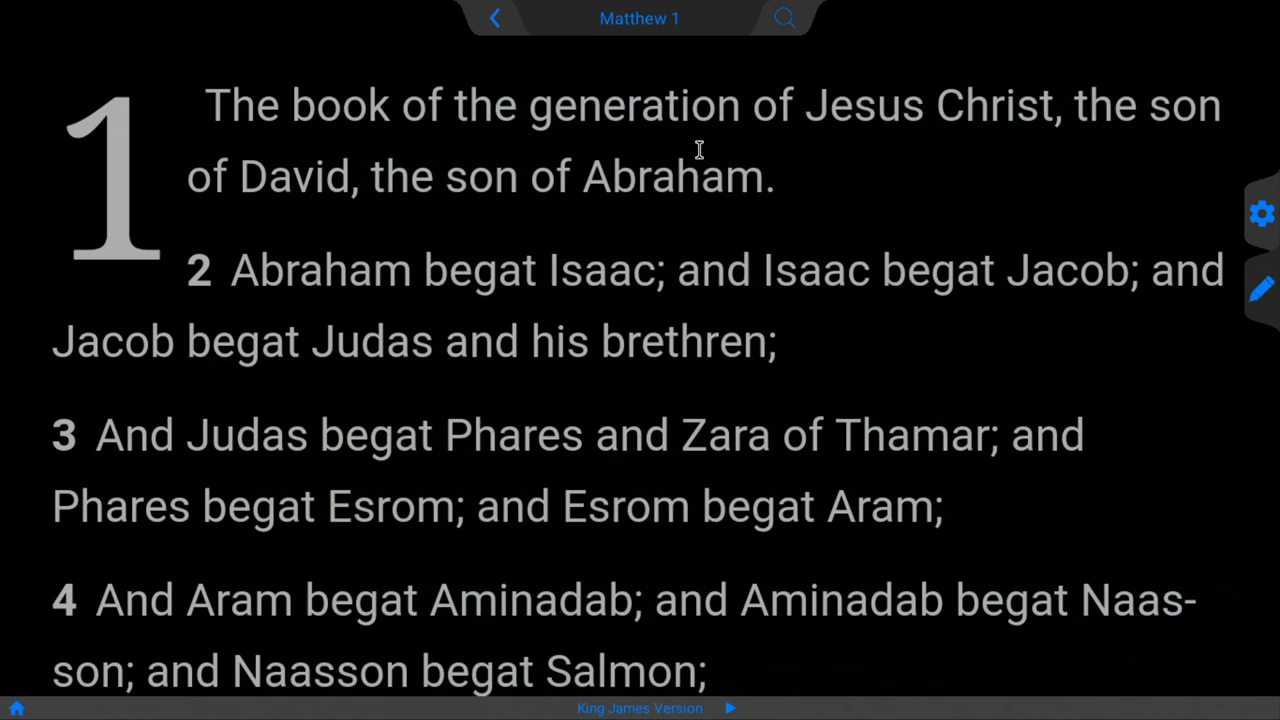 Matthew 1
1 The book of the generation of Jesus Christ, the son
of David, the son of Abraham.
2 Abraham begat Isaac; and Isaac begat Jacob; and
Jacob begat Judas and his brethren;
3 And Judas begat Phares and Zara of Thamar; and
Phares begat Esrom; and Esrom begat Aram;
4 And Aram begat Aminadab; and Aminadab begat Naas-
son; and Naasson begat Salmon;
King James Version